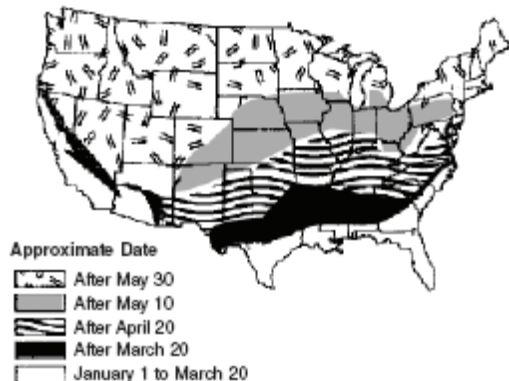 Approximate Date
After May 30
After May 10
After April 20
After March 20
January 1 to March 20